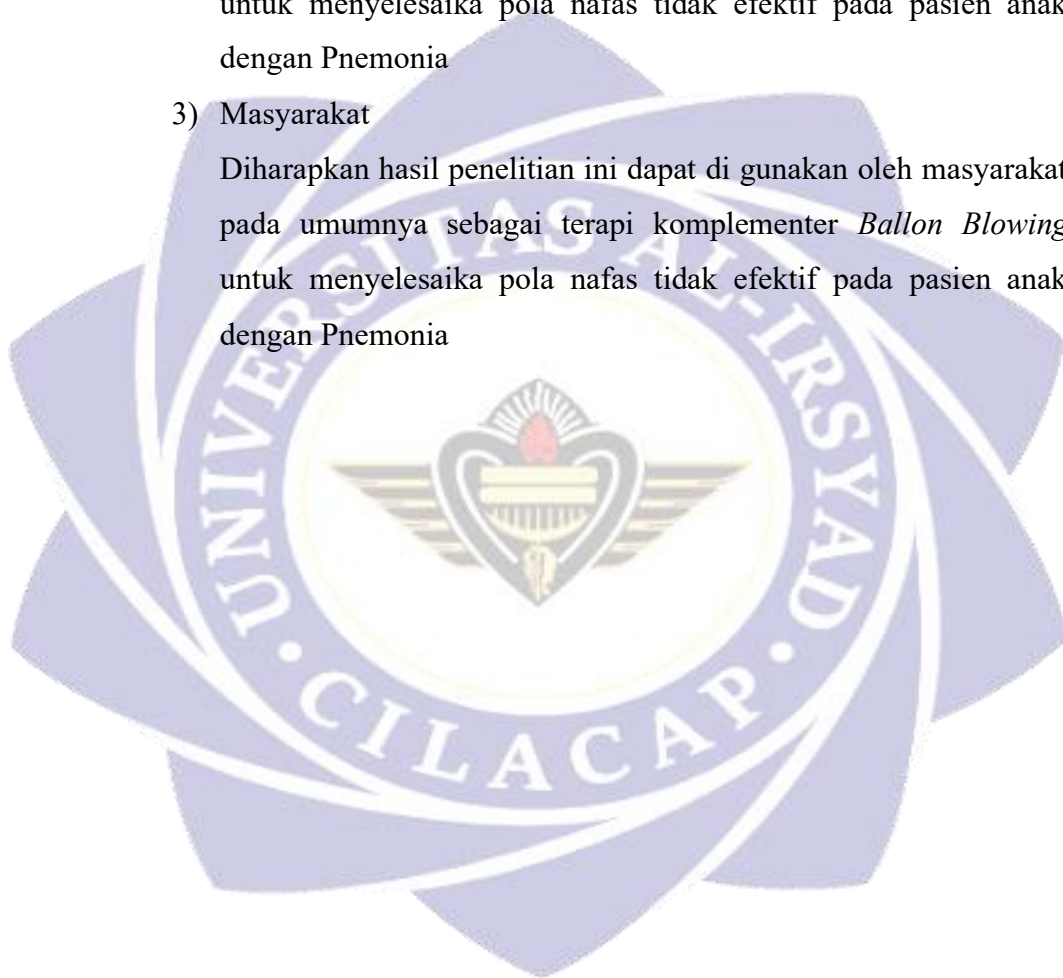 untuk menyelesaika pola nafas tidak efektif pada pasien anak
dengan Pnemonia
3) Masyarakat
Diharapkan hasil penelitian ini dapat di gunakan oleh masyarakat
pada umumnya sebagai terapi komplementer Ballon Blowing
untuk menyelesaika pola nafas tidak efektif pada pasien anak
dengan Pnemonia
UNIVERSITAS AL-IRSYAD
• CILACAP •